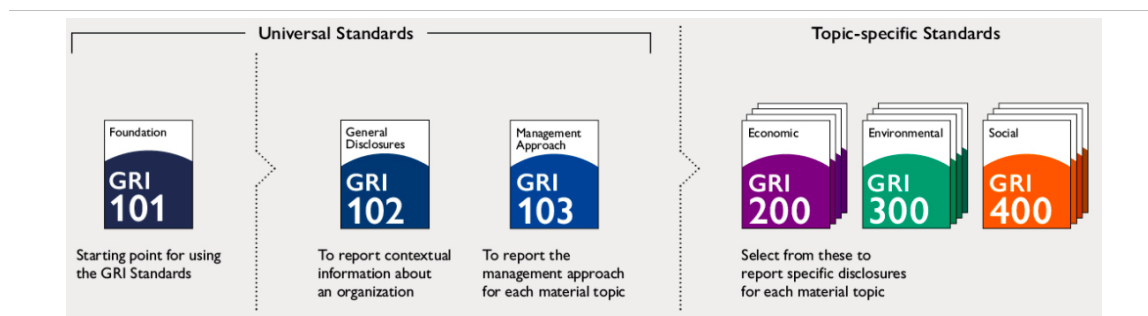 Universal Standards
Topic-specific Standards
Foundation
GRI
101
Starting point for using
the GRI Standards
General
Disclosures
GRI
102
To report contextual
information about
an organization
Management
Approach
GRI
103
To report the
management approach
for each material topic
Economic
GRI
200
Environmental
GRI
300
Social
GRI
400
Select from these to
report specific disclosures
for each material topic